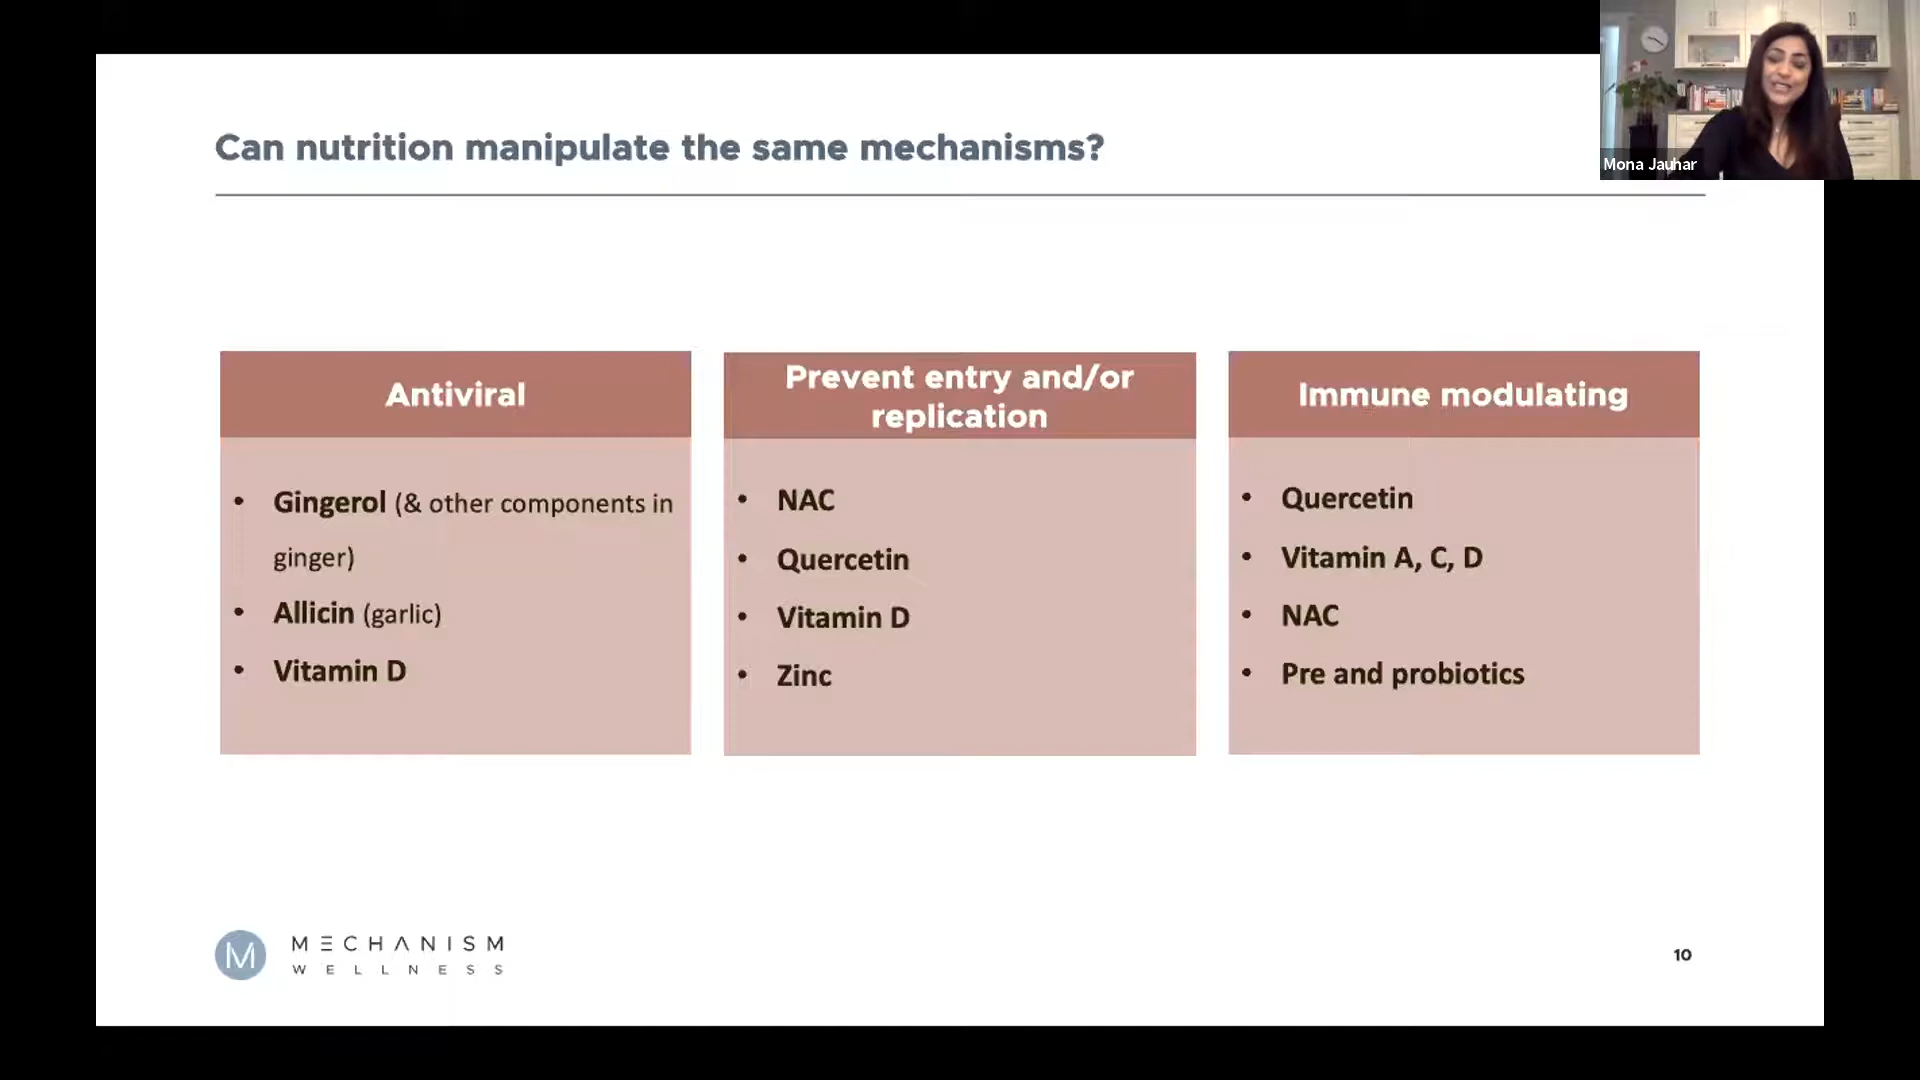 Can nutrition manipulate the same mechanisms?
Mona Jauhar
Antiviral
• Gingerol (& other components in
ginger)
• Allicin (garlic)
• Vitamin D
Prevent entry and/or
replication
• NAC
• Quercetin
• Vitamin D
• Zinc
Immune modulating
• Quercetin
• Vitamin A, C, D
• NAC
• Pre and probiotics
M
MECHANISM
WELLNESS
10